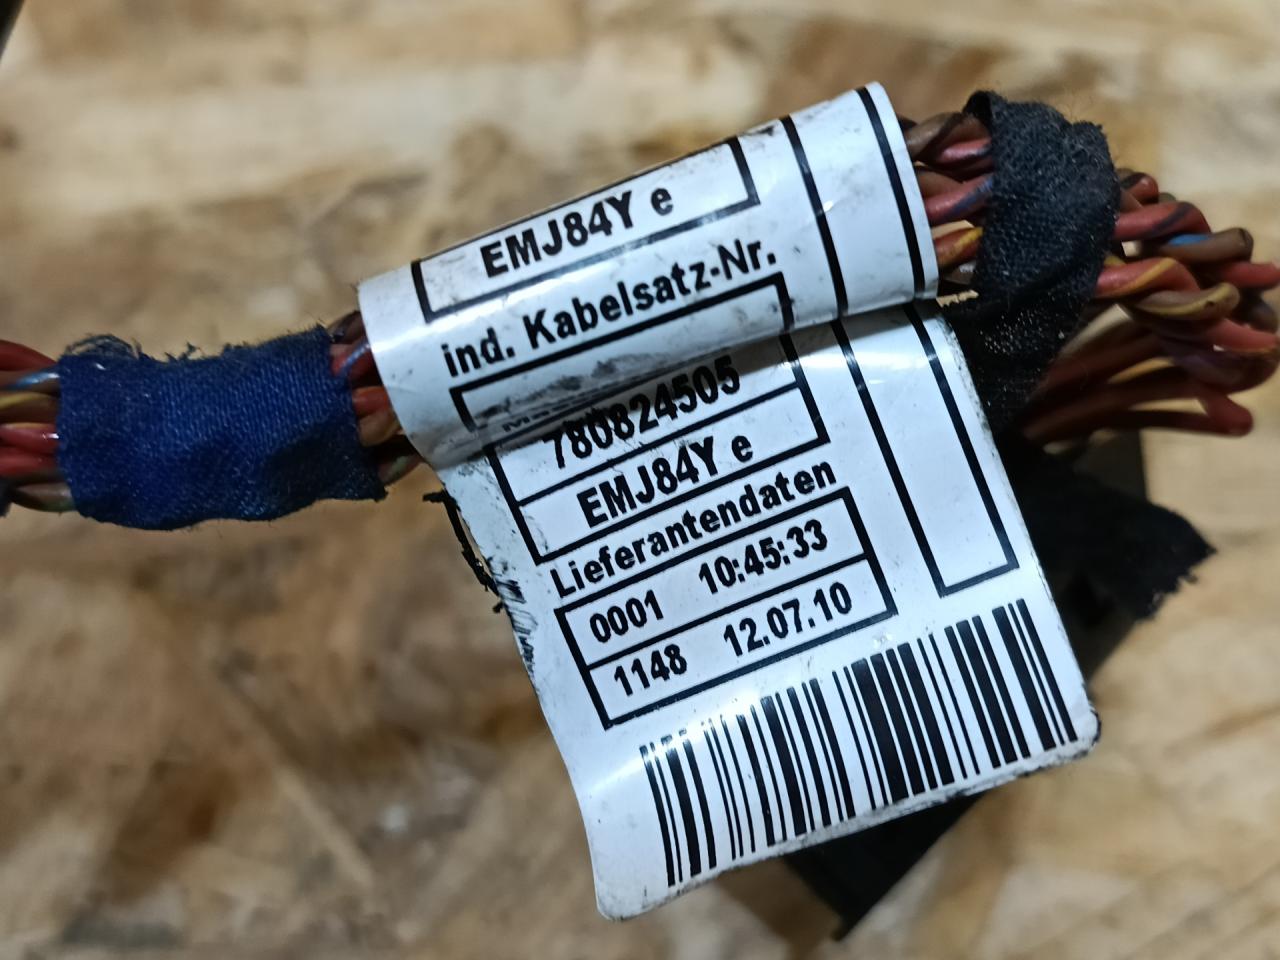 EMJ84Y e
ind. Kabelsatz-Nr.
780824505
EMJ84Y e
Lieferantendaten
0001 10:45:33
1148 12.07.10